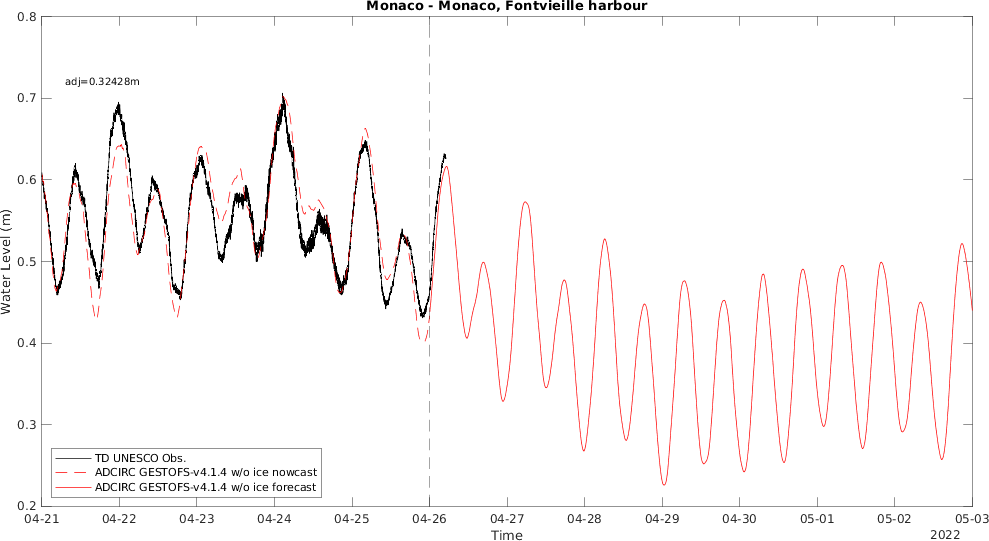 Monaco - Monaco, Fontvieille harbour
0.8
adj=0.32428m
0.7
0.6
0.5
0.4
0.3
0.2
Water Level (m)
TD UNESCO Obs.
ADCIRC GESTOFS-v4.1.4 w/o ice nowcast
ADCIRC GESTOFS-v4.1.4 w/o ice forecast
04-21 04-22 04-23 04-24 04-25 04-26 04-27 04-28 04-29 04-30 05-01 05-02 05-03
Time
2022